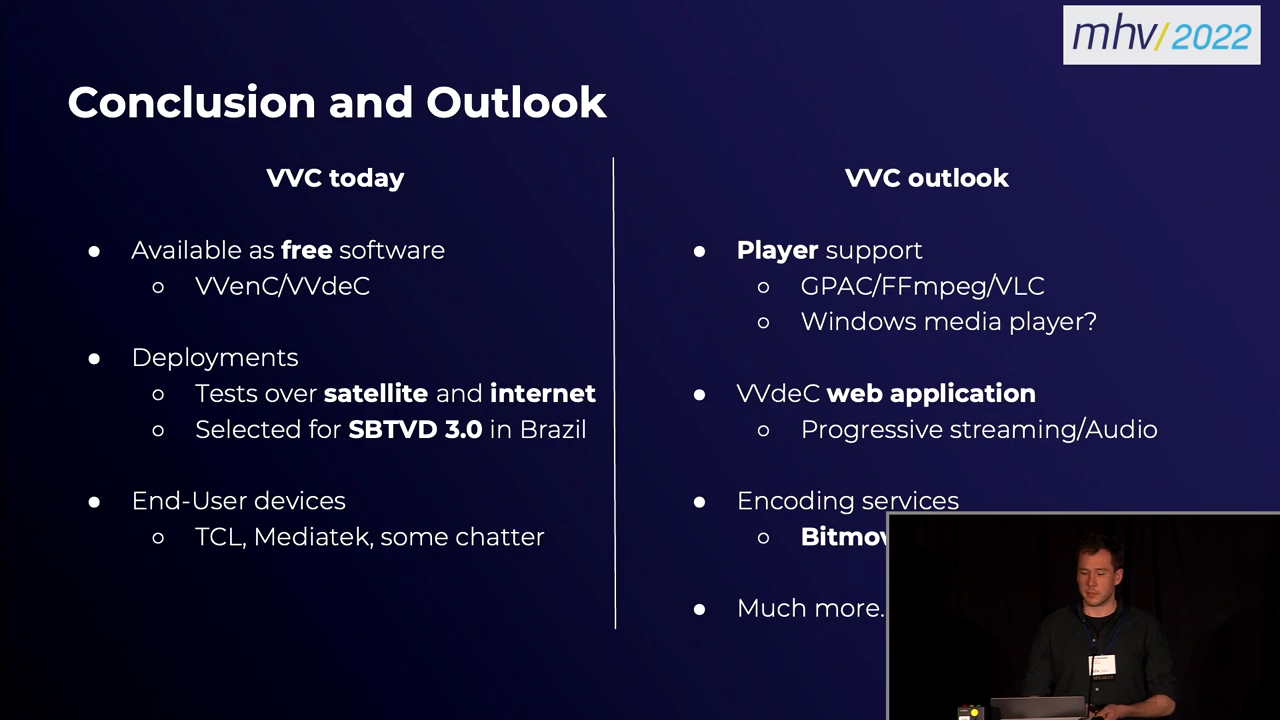 mhv/2022
Conclusion and Outlook
VVC today
● Available as free software
○ VVenC/VVdeC
● Deployments
○ Tests over satellite and internet
○ Selected for SBTVD 3.0 in Brazil
● End-User devices
○ TCL, Mediatek, some chatter
VVC outlook
● Player support
○ GPAC/FFmpeg/VLC
○ Windows media player?
● VVdeC web application
○ Progressive streaming/Audio
● Encoding services
○ Bitmov
● Much more.